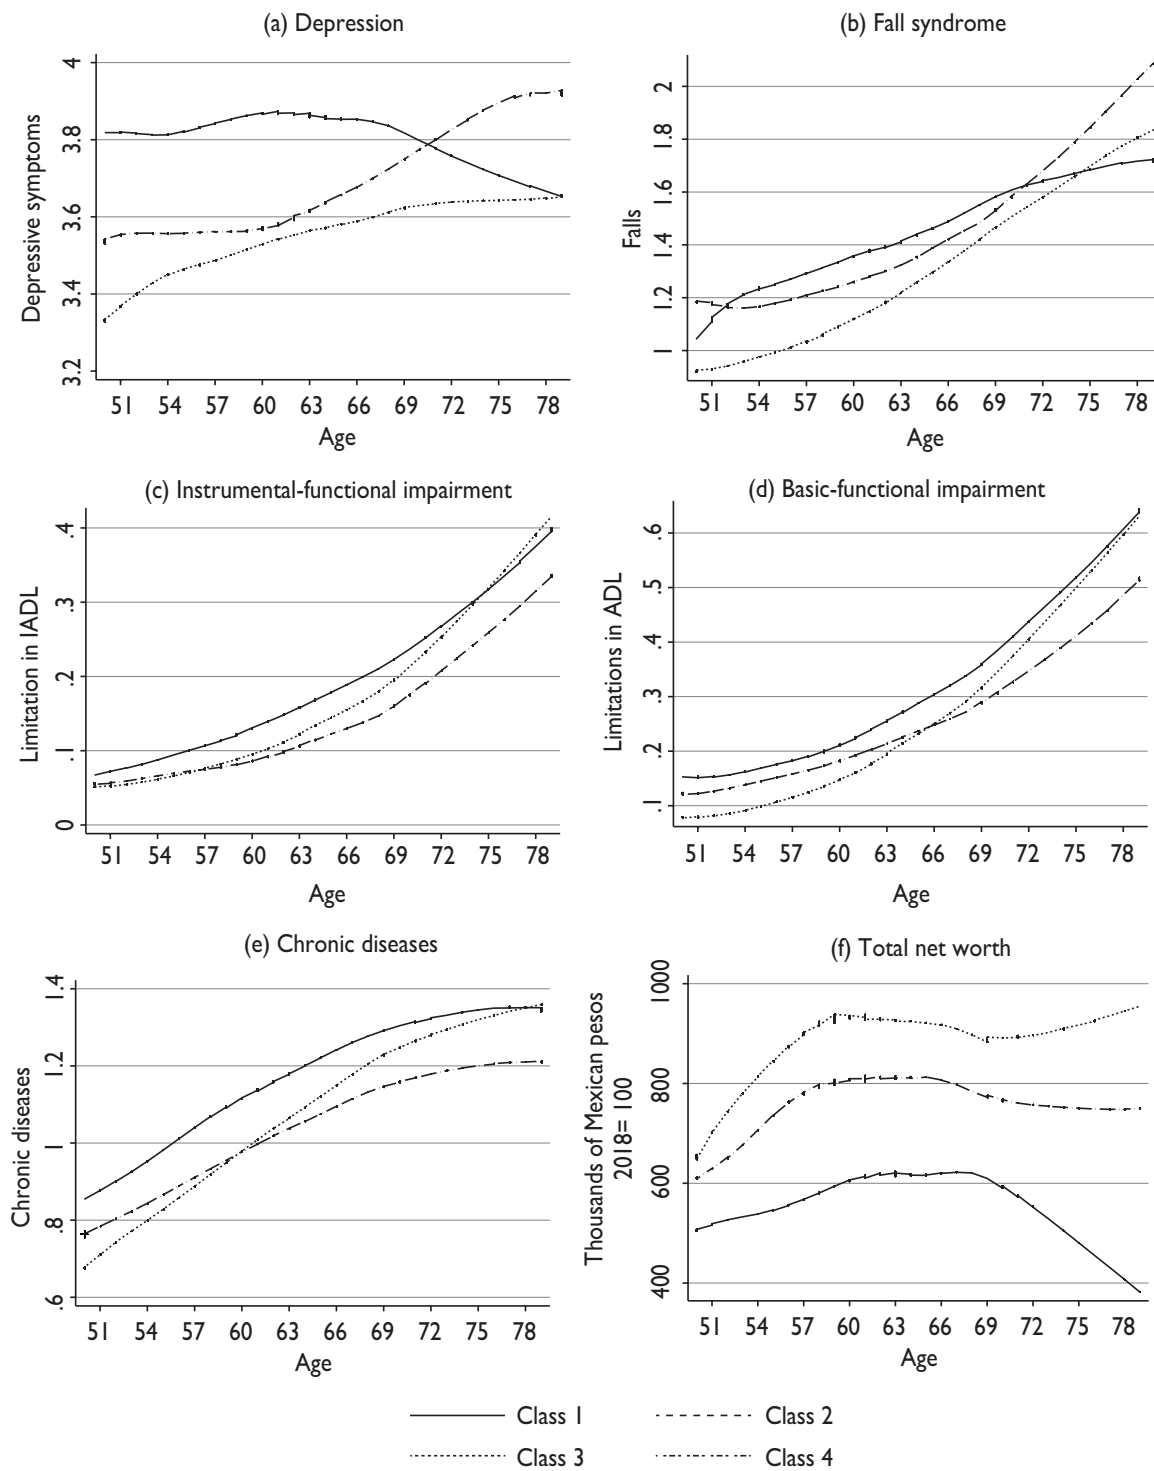 (a) Depression
Depressive symptoms
4
3.8
3.6
3.4
3.2
51 54 57 60 63 66 69 72 75 78
Age
(b) Fall syndrome
Falls
2
1.8
1.6
1.4
1.2
1
51 54 57 60 63 66 69 72 75 78
Age
(c) Instrumental-functional impairment
Limitation in IADL
.4
.3
.2
.1
0
51 54 57 60 63 66 69 72 75 78
Age
(d) Basic-functional impairment
Limitations in ADL
.6
.5
.4
.3
.2
.1
51 54 57 60 63 66 69 72 75 78
Age
(e) Chronic diseases
Chronic diseases
1.4
1.2
1
.8
.6
51 54 57 60 63 66 69 72 75 78
Age
(f) Total net worth
Thousands of Mexican pesos
2018= 100
1000
800
600
400
51 54 57 60 63 66 69 72 75 78
Age
Class 1 Class 2
Class 3 Class 4